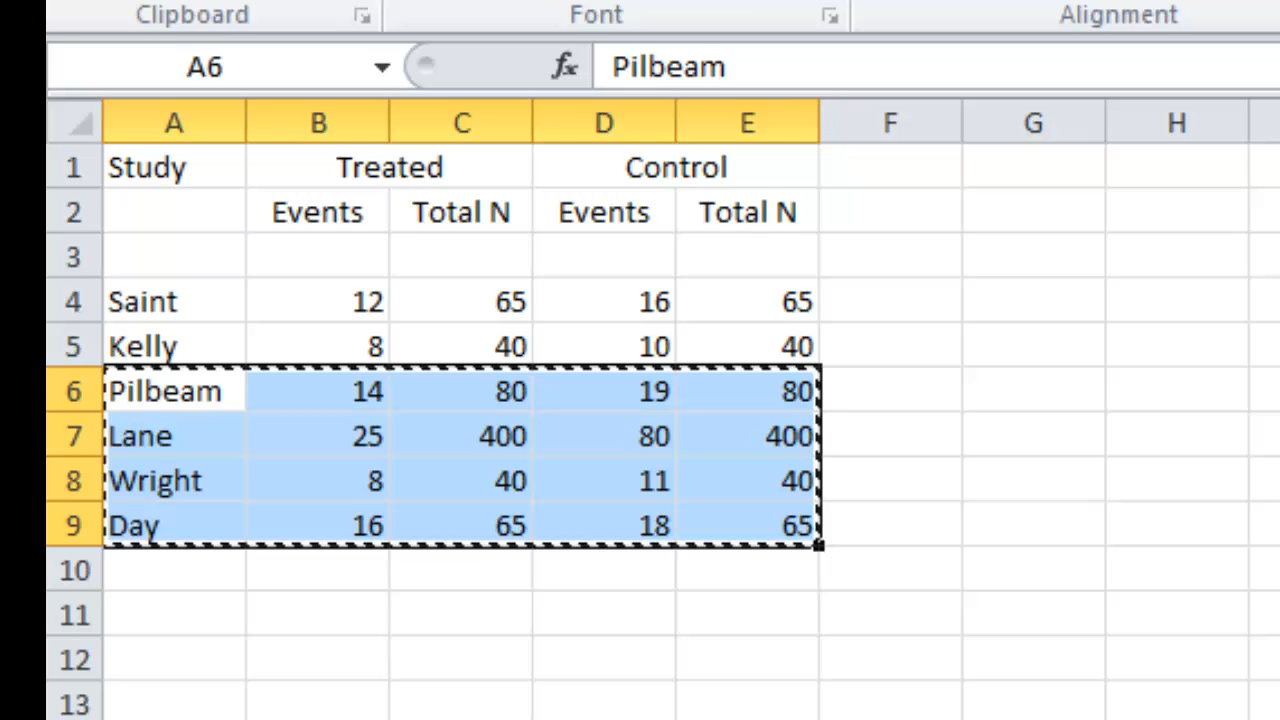 Clipboard Font Alignment
A6 fx Pilbeam
A B C D E F G H
1 Study Treated Control
2 Events Total N Events Total N
3
4 Saint 12 65 16 65
5 Kelly 8 40 10 40
6 Pilbeam 14 80 19 80
7 Lane 25 400 80 400
8 Wright 8 40 11 40
9 Day 16 65 18 65
10
11
12
13